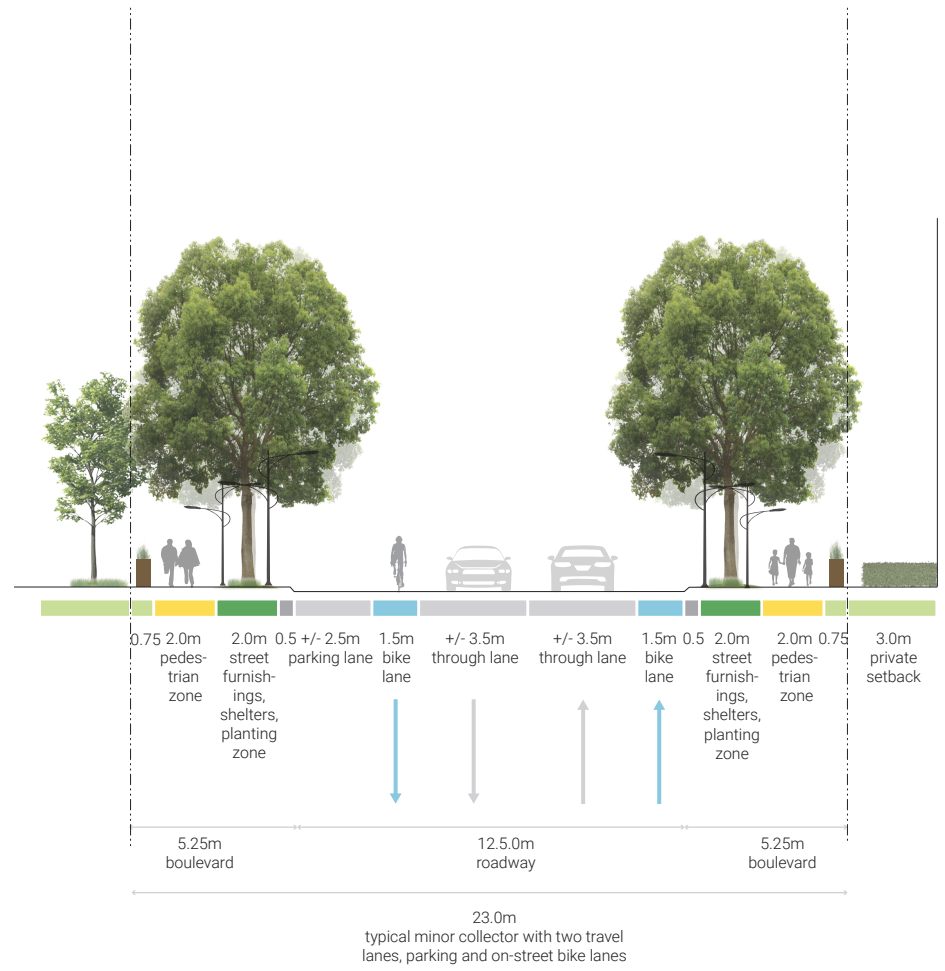 0.75
2.0m
pedes-
trian
zone
2.0m
street
furnish-
ings,
shelters,
planting
zone
0.5
+/- 2.5m
parking lane
1.5m
bike
lane
+/- 3.5m
through lane
+/- 3.5m
through lane
1.5m
bike
lane
0.5
2.0m
street
furnish-
ings,
shelters,
planting
zone
2.0m
pedes-
trian
zone
0.75
3.0m
private
setback
5.25m
boulevard
12.5.0m
roadway
5.25m
boulevard
23.0m
typical minor collector with two travel
lanes, parking and on-street bike lanes